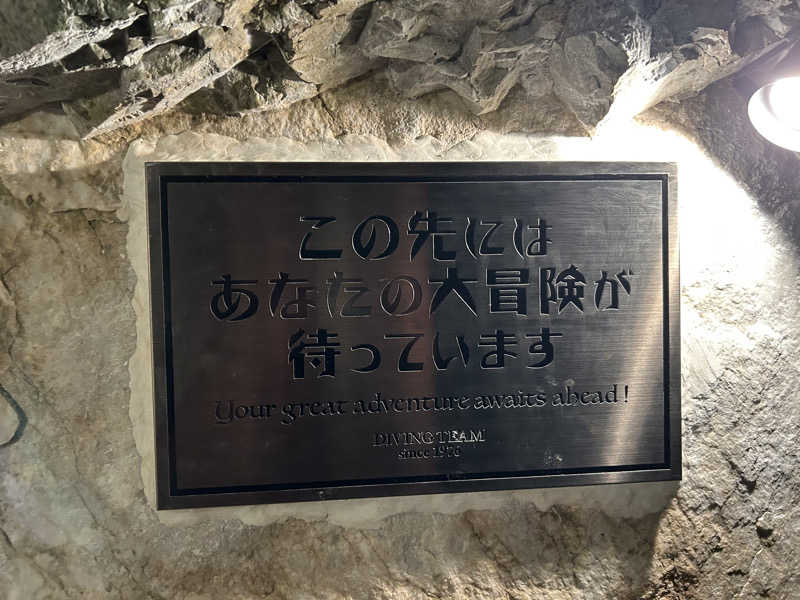 この先には
あなたの大冒険が
待っています
Your great adventure awaits ahead!
DIVING TEAM
since 1976